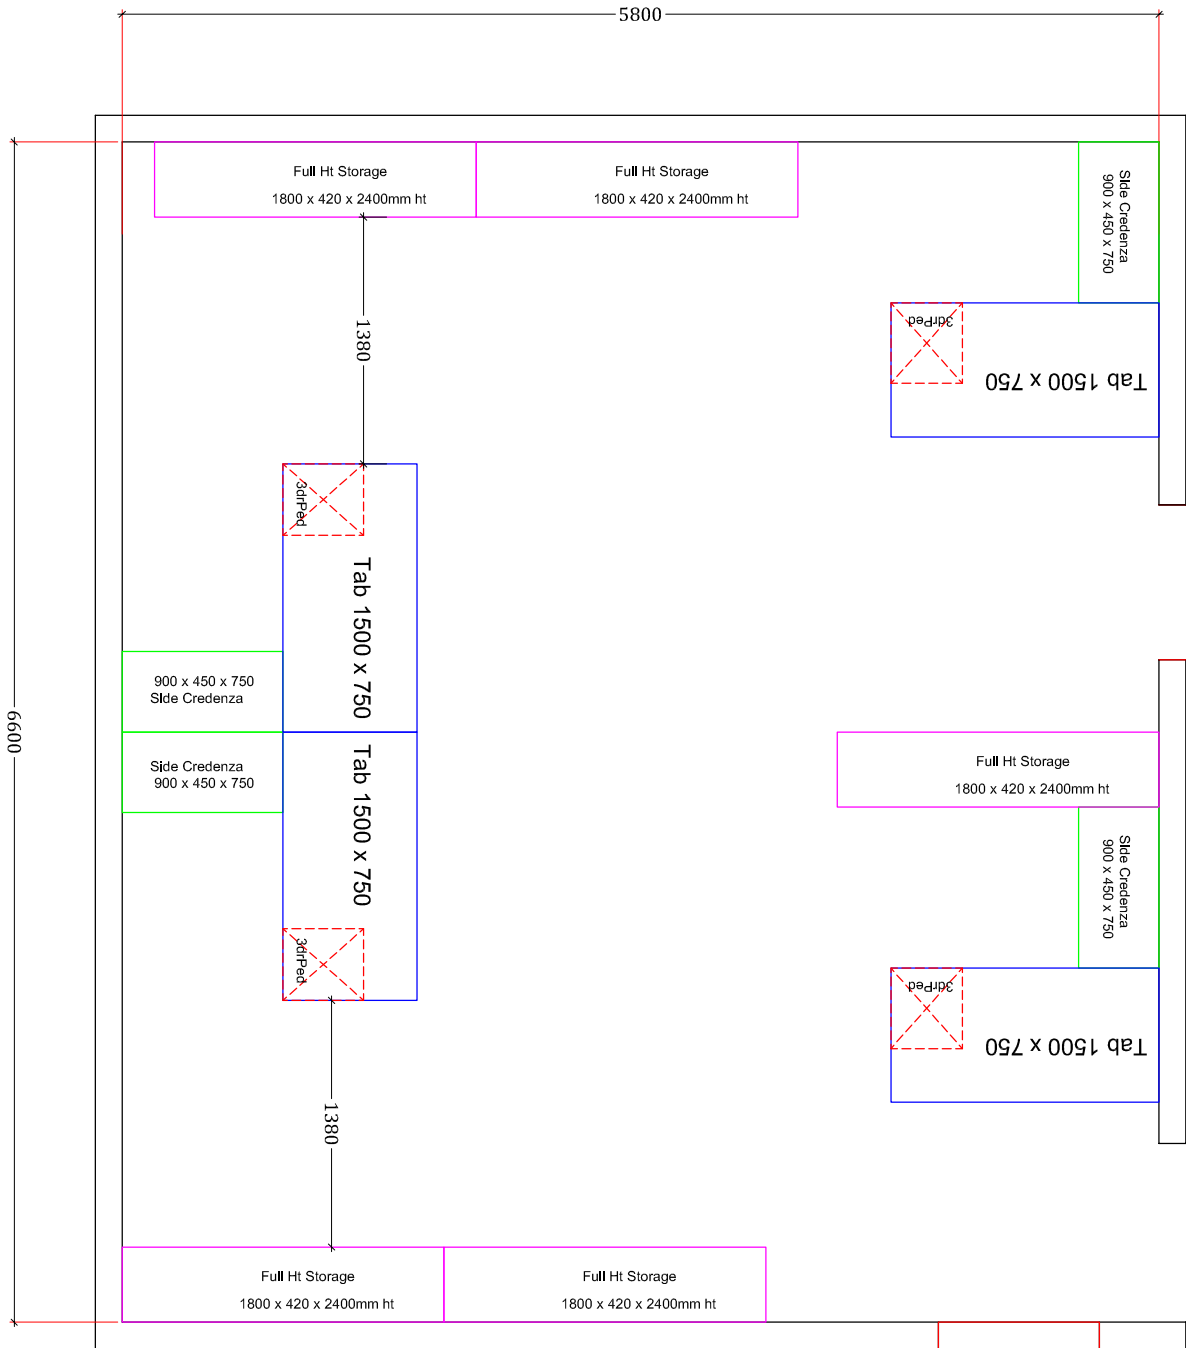 5800
Full Ht Storage
1800 x 420 x 2400mm ht
Full Ht Storage
1800 x 420 x 2400mm ht
SIde Credenza
900 x 450 x 750
3drPed
Tab 1500 x 750
1380
3drPed
Tab 1500 x 750
900 x 450 x 750
SIde Credenza
SIde Credenza
900 x 450 x 750
Tab 1500 x 750
3drPed
6600
Full Ht Storage
1800 x 420 x 2400mm ht
SIde Credenza
900 x 450 x 750
3drPed
Tab 1500 x 750
1380
Full Ht Storage
1800 x 420 x 2400mm ht
Full Ht Storage
1800 x 420 x 2400mm ht